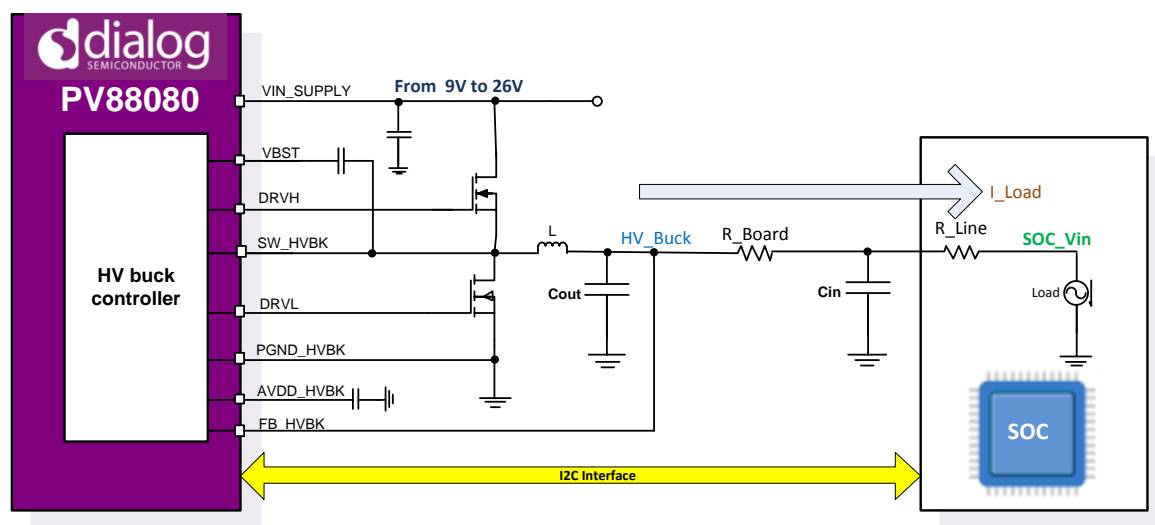 dialog
SEMICONDUCTOR
PV88080
HV buck
controller
VIN_SUPPLY
From 9V to 26V
VBST
DRVH
SW_HVBK
DRVL
PGND_HVBK
AVDD_HVBK
FB_HVBK
L
Cout
HV_Buck
R_Board
Cin
I_Load
R_Line
SOC_Vin
Load
SOC
I2C Interface